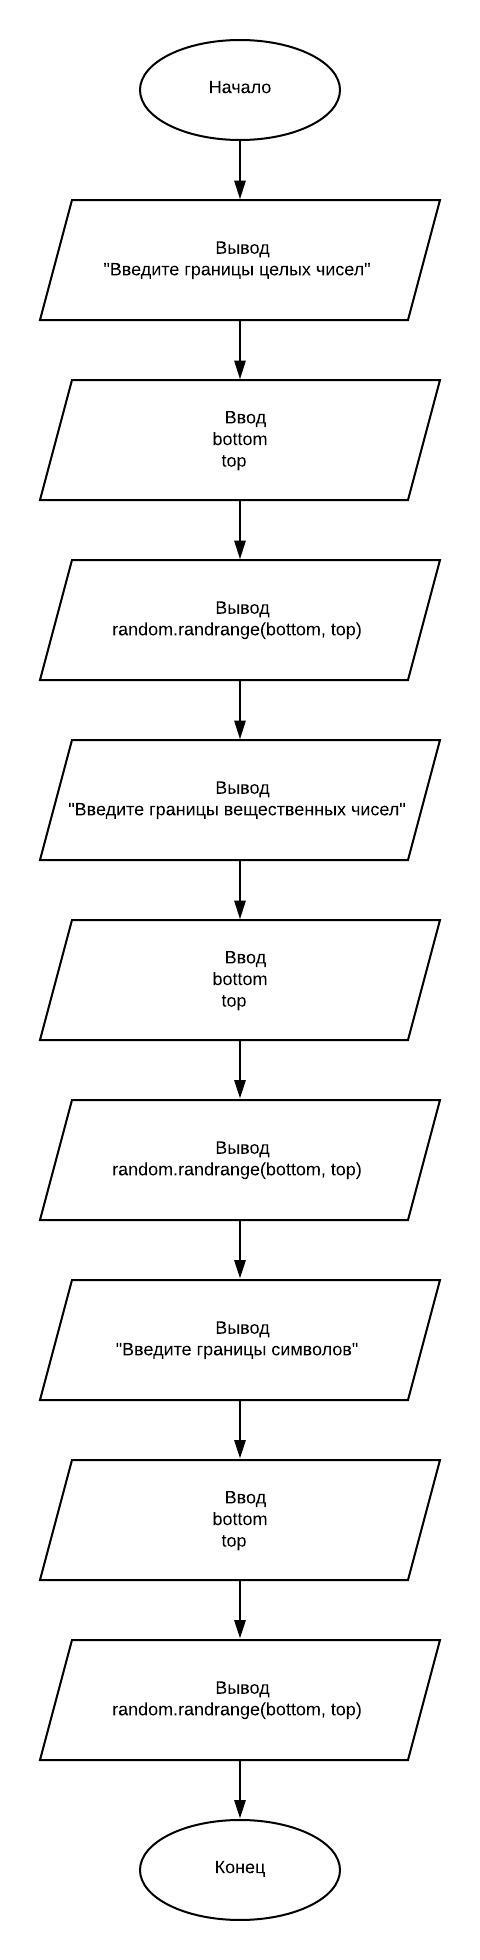 Начало
Вывод
"Введите границы целых чисел"
Ввод
bottom
top
Вывод
random.randrange(bottom, top)
Вывод
"Введите границы вещественных чисел"
Ввод
bottom
top
Вывод
random.randrange(bottom, top)
Вывод
"Введите границы символов"
Ввод
bottom
top
Вывод
random.randrange(bottom, top)
Конец